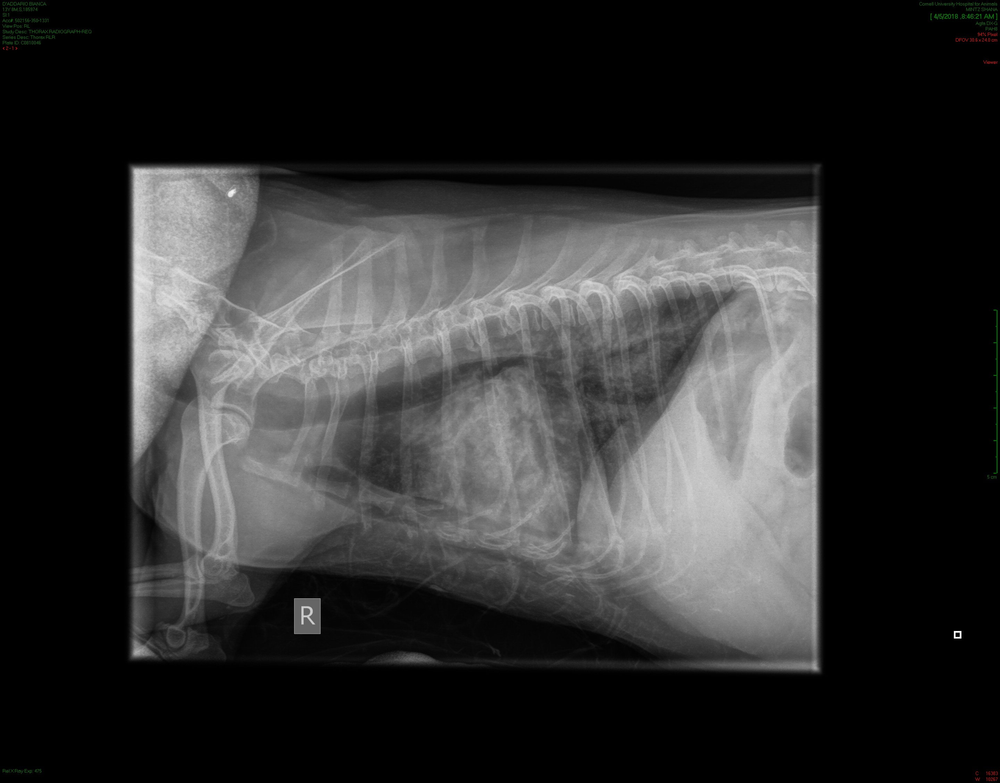 D'ADDARIO BIANCA
13Y 0M,S,185974
SI:1
Acc#: 502156-350-1331
View Pos: RL
Study Desc: THORAX RADIOGRAPH-REQ
Series Desc: Thorax RLR
Plate ID: C0810046
< 2 - 1 >
Cornell University Hospital for Animals
MINTZ SHANA
[ 4/5/2018 ,8:46:21 AM ]
Agfa DX-G
PAH8
94% Pixel
DFOV 30.6 x 24.0 cm
Viewer
5 cm
R
Rel X Ray Exp: 475
C 16383
W 10267